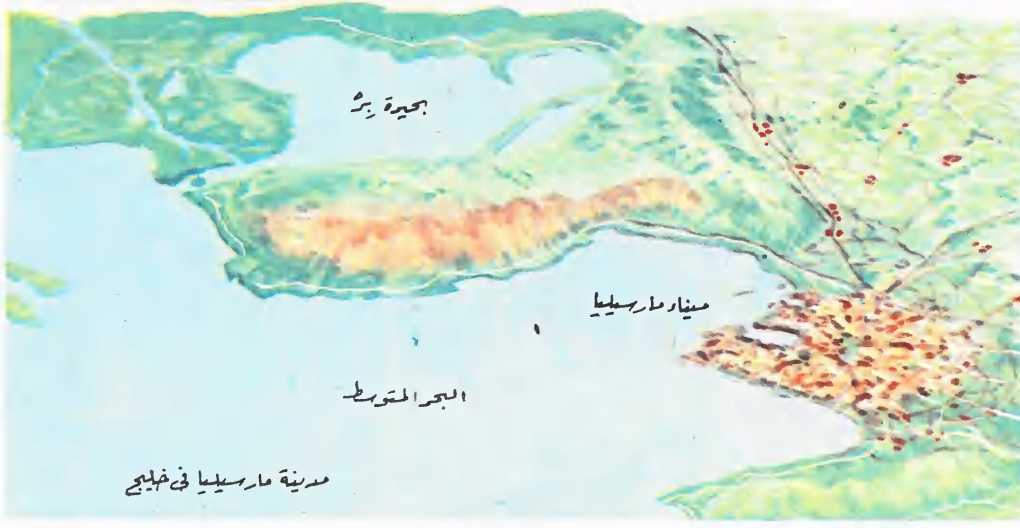 بحيرة بِرْ
ميناء مارسيليا
البحر المتوسط
مدينة مارسيليا في خليج